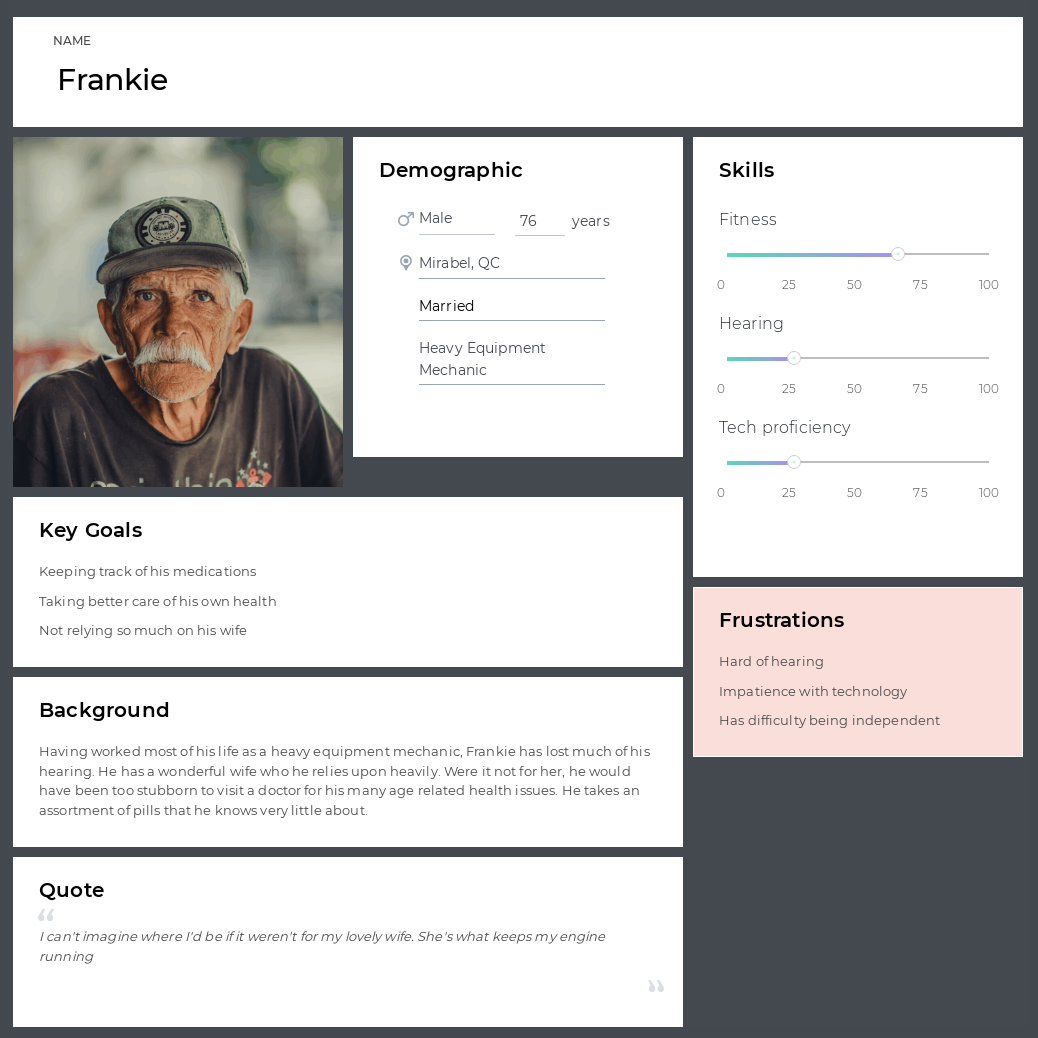 NAME
Frankie
Demographic
Male 76 years
Mirabel, QC
Married
Heavy Equipment
Mechanic
Skills
Fitness
0 25 50 75 100
Hearing
0 25 50 75 100
Tech proficiency
0 25 50 75 100
Key Goals
Keeping track of his medications
Taking better care of his own health
Not relying so much on his wife
Frustrations
Hard of hearing
Impatience with technology
Has difficulty being independent
Background
Having worked most of his life as a heavy equipment mechanic, Frankie has lost much of his
hearing. He has a wonderful wife who he relies upon heavily. Were it not for her, he would
have been too stubborn to visit a doctor for his many age related health issues. He takes an
assortment of pills that he knows very little about.
Quote
“
I can't imagine where I'd be if it weren't for my lovely wife. She's what keeps my engine
running
”